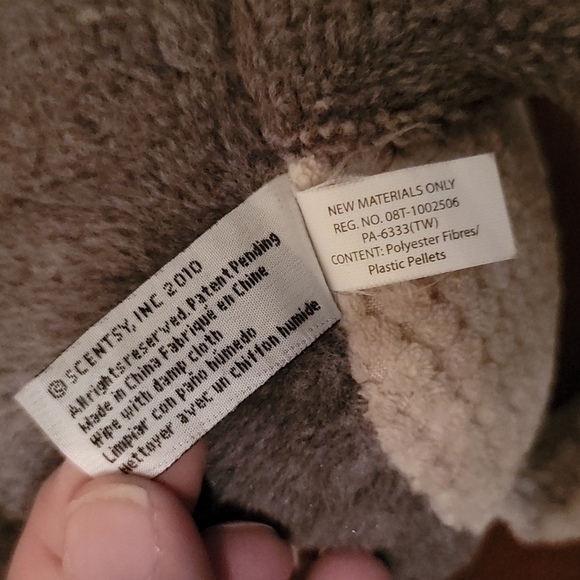 © SCENTSY, INC 2010
All rights reserved. Patent Pending
Made in China Fabriqué en Chine
Wipe with damp cloth
Limpiar con paño húmedo
Nettoyer avec un chiffon humide
NEW MATERIALS ONLY
REG. NO. 08T-1002506
PA-6333(TW)
CONTENT: Polyester Fibres/
Plastic Pellets